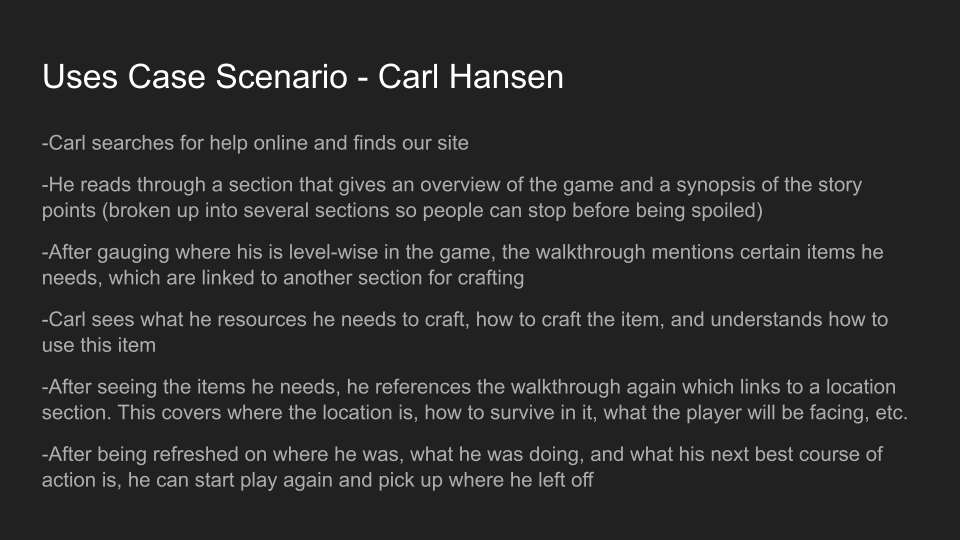 Uses Case Scenario - Carl Hansen
-Carl searches for help online and finds our site
-He reads through a section that gives an overview of the game and a synopsis of the story
points (broken up into several sections so people can stop before being spoiled)
-After gauging where his is level-wise in the game, the walkthrough mentions certain items he
needs, which are linked to another section for crafting
-Carl sees what he resources he needs to craft, how to craft the item, and understands how to
use this item
-After seeing the items he needs, he references the walkthrough again which links to a location
section. This covers where the location is, how to survive in it, what the player will be facing, etc.
-After being refreshed on where he was, what he was doing, and what his next best course of
action is, he can start play again and pick up where he left off